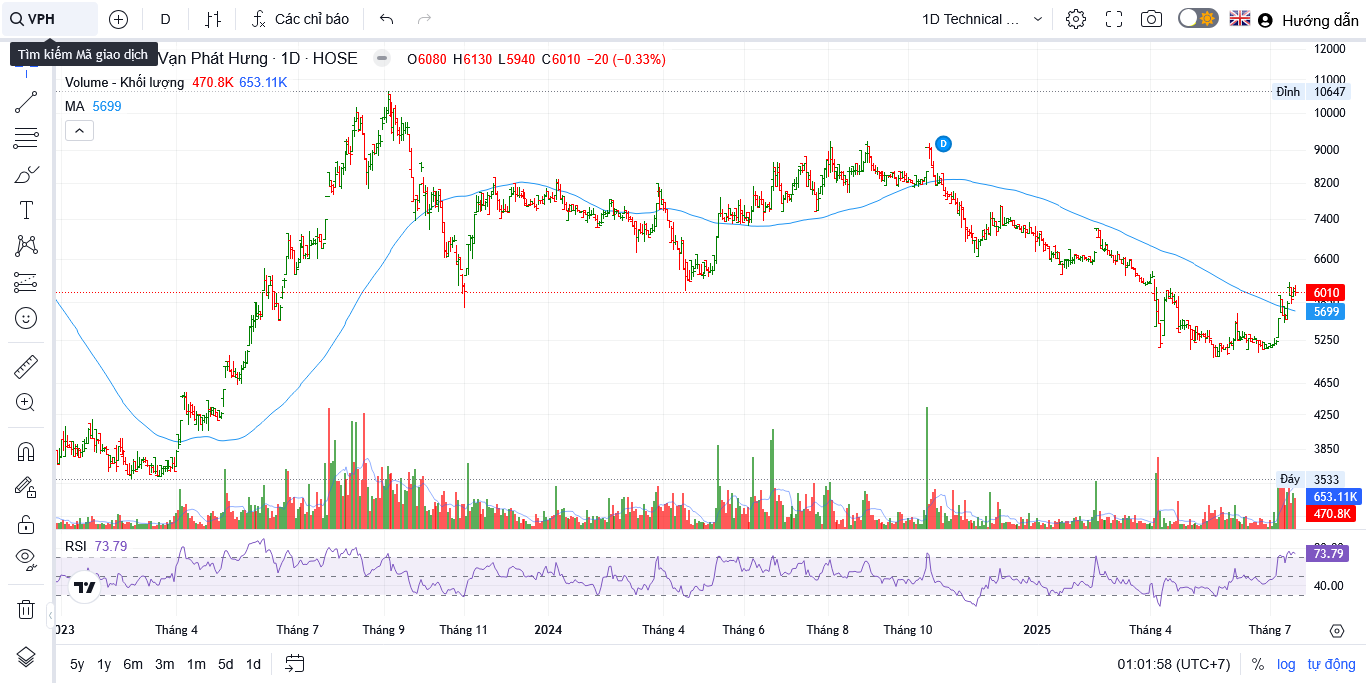 VPH
D
Các chỉ báo
1D Technical ...
Hướng dẫn
Tìm kiếm Mã giao dịch
Vạn Phát Hưng · 1D · HOSE
O6080 H6130 L5940 C6010 −20 (−0.33%)
Volume - Khối lượng 470.8K 653.11K
MA 5699
D
12000
11000
Đỉnh 10647
10000
9000
8200
7400
6600
6010
5699
5250
4650
4250
3850
Đáy 3533
653.11K
470.8K
RSI 73.79
73.79
40.00
023 Tháng 4 Tháng 7 Tháng 9 Tháng 11 2024 Tháng 4 Tháng 6 Tháng 8 Tháng 10 2025 Tháng 4 Tháng 7
5y 1y 6m 3m 1m 5d 1d
01:01:58 (UTC+7) % log tự động